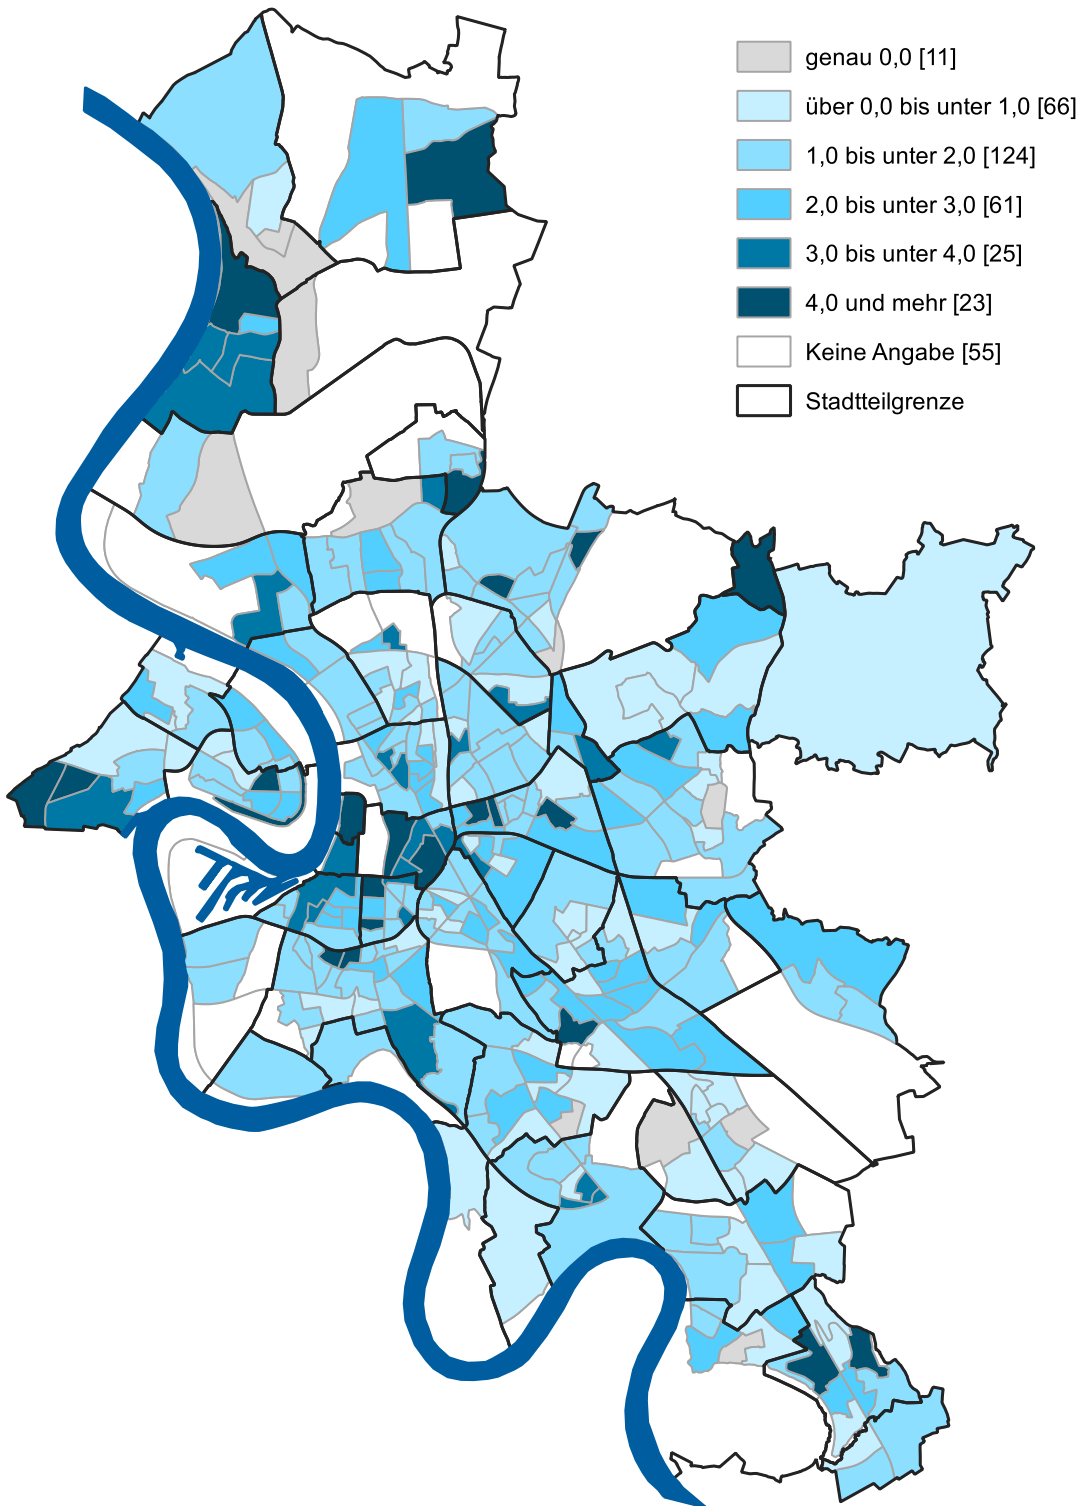 genau 0,0 [11]
über 0,0 bis unter 1,0 [66]
1,0 bis unter 2,0 [124]
2,0 bis unter 3,0 [61]
3,0 bis unter 4,0 [25]
4,0 und mehr [23]
Keine Angabe [55]
Stadtteilgrenze